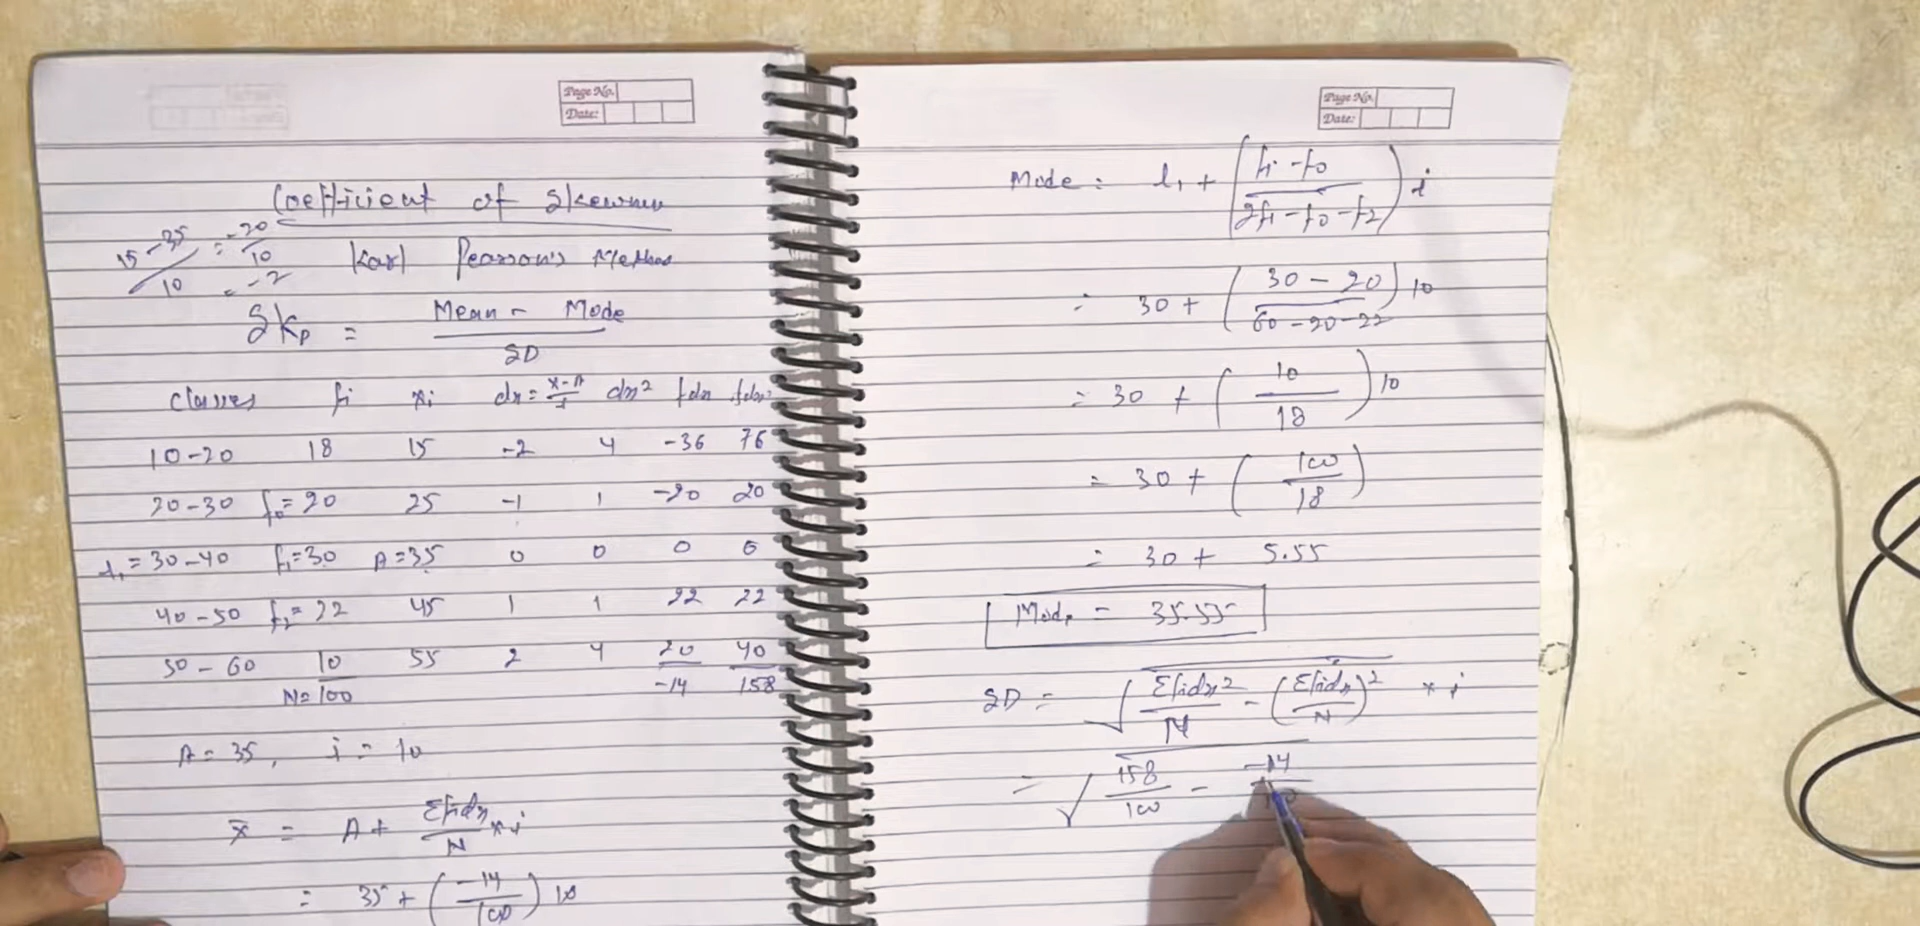 Page No.
Date:
Coefficient of Skewness
15-35/10 = -20/10
= -2
Karl Pearson's Method
SKp = Mean - Mode / SD
Classes fi xi dx = x-A/i dx² fdx fdx²
10-20 18 15 -2 4 -36 76
20-30 f₀=20 25 -1 1 -20 20
l₁=30-40 f₁=30 A=35 0 0 0 0
40-50 f₂=22 45 1 1 22 22
50-60 10 55 2 4 20 40
N=100 -14 158
A=35, i=10
x̄ = A + Σfidx/N × i
= 35 + (-14/100) 10
Page No.
Date:
Mode = l₁ + (f₁-f₀ / 2f₁-f₀-f₂) i
= 30 + (30-20 / 60-20-22) 10
= 30 + (10/18) 10
= 30 + (100/18)
= 30 + 5.55
Mode = 35.55
SD = √ Σfidx²/N - (Σfidx/N)² × i
= √ 158/100 - -14